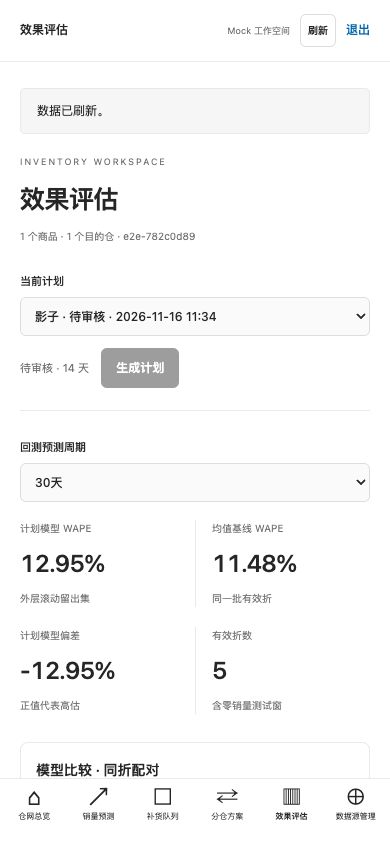 效果评估
Mock 工作空间
刷新
退出
数据已刷新。
INVENTORY WORKSPACE
效果评估
1 个商品 · 1 个目的仓 · e2e-782c0d89
当前计划
影子 · 待审核 · 2026-11-16 11:34
待审核 · 14 天
生成计划
回测预测周期
30天
计划模型 WAPE
12.95%
外层滚动留出集
均值基线 WAPE
11.48%
同一批有效折
计划模型偏差
-12.95%
正值代表高估
有效折数
5
含零销量测试窗
模型比较 · 同折配对
仓网总览
销量预测
补货队列
分仓方案
效果评估
数据源管理